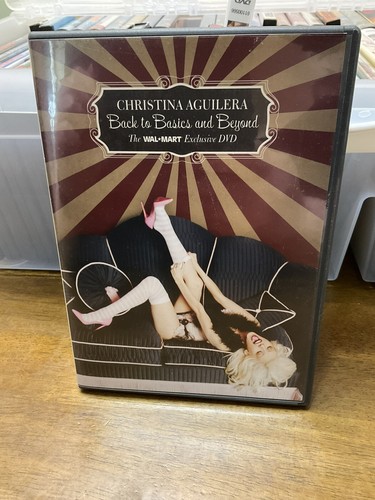 CHRISTINA AGUILERA
Back to Basics and Beyond
The WAL★MART Exclusive DVD